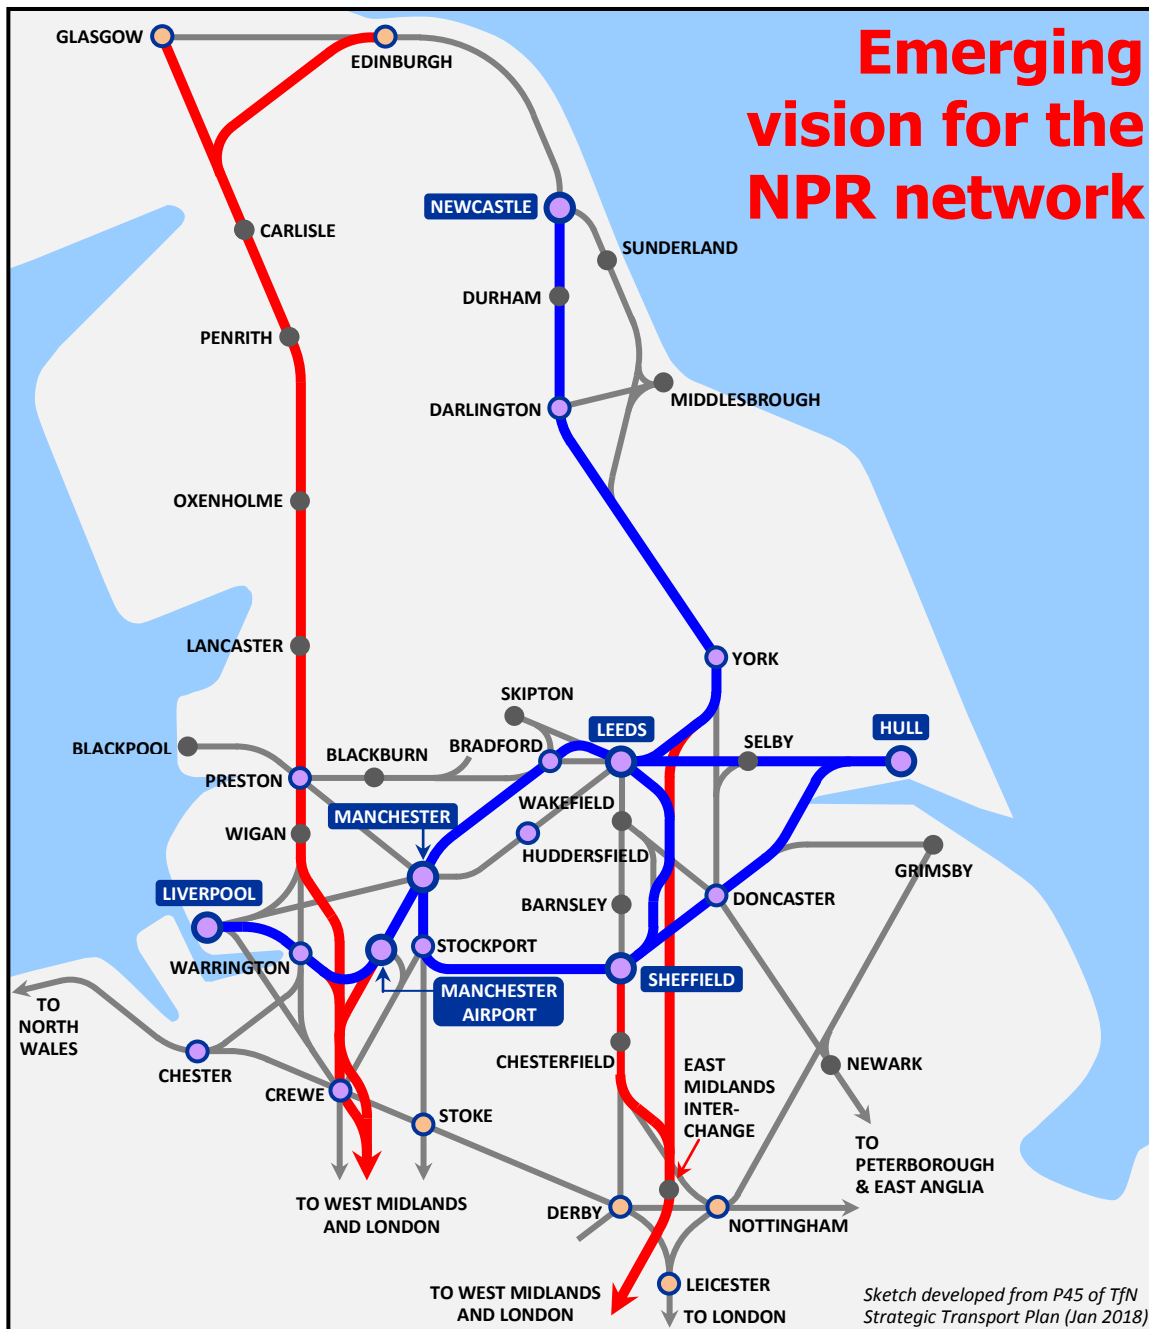 Emerging
vision for the
NPR network
GLASGOW
EDINBURGH
NEWCASTLE
CARLISLE
SUNDERLAND
DURHAM
PENRITH
MIDDLESBROUGH
DARLINGTON
OXENHOLME
LANCASTER
YORK
SKIPTON
LEEDS
HULL
BLACKPOOL
BLACKBURN
BRADFORD
SELBY
PRESTON
WAKEFIELD
MANCHESTER
WIGAN
HUDDERSFIELD
GRIMSBY
LIVERPOOL
BARNSLEY
DONCASTER
STOCKPORT
WARRINGTON
SHEFFIELD
MANCHESTER
AIRPORT
TO
NORTH
WALES
CHESTERFIELD
EAST
MIDLANDS
INTER-
CHANGE
NEWARK
CHESTER
CREWE
STOKE
TO
PETERBOROUGH
& EAST ANGLIA
TO WEST MIDLANDS
AND LONDON
DERBY
NOTTINGHAM
LEICESTER
TO WEST MIDLANDS
AND LONDON
TO LONDON
Sketch developed from P45 of TfN
Strategic Transport Plan (Jan 2018)